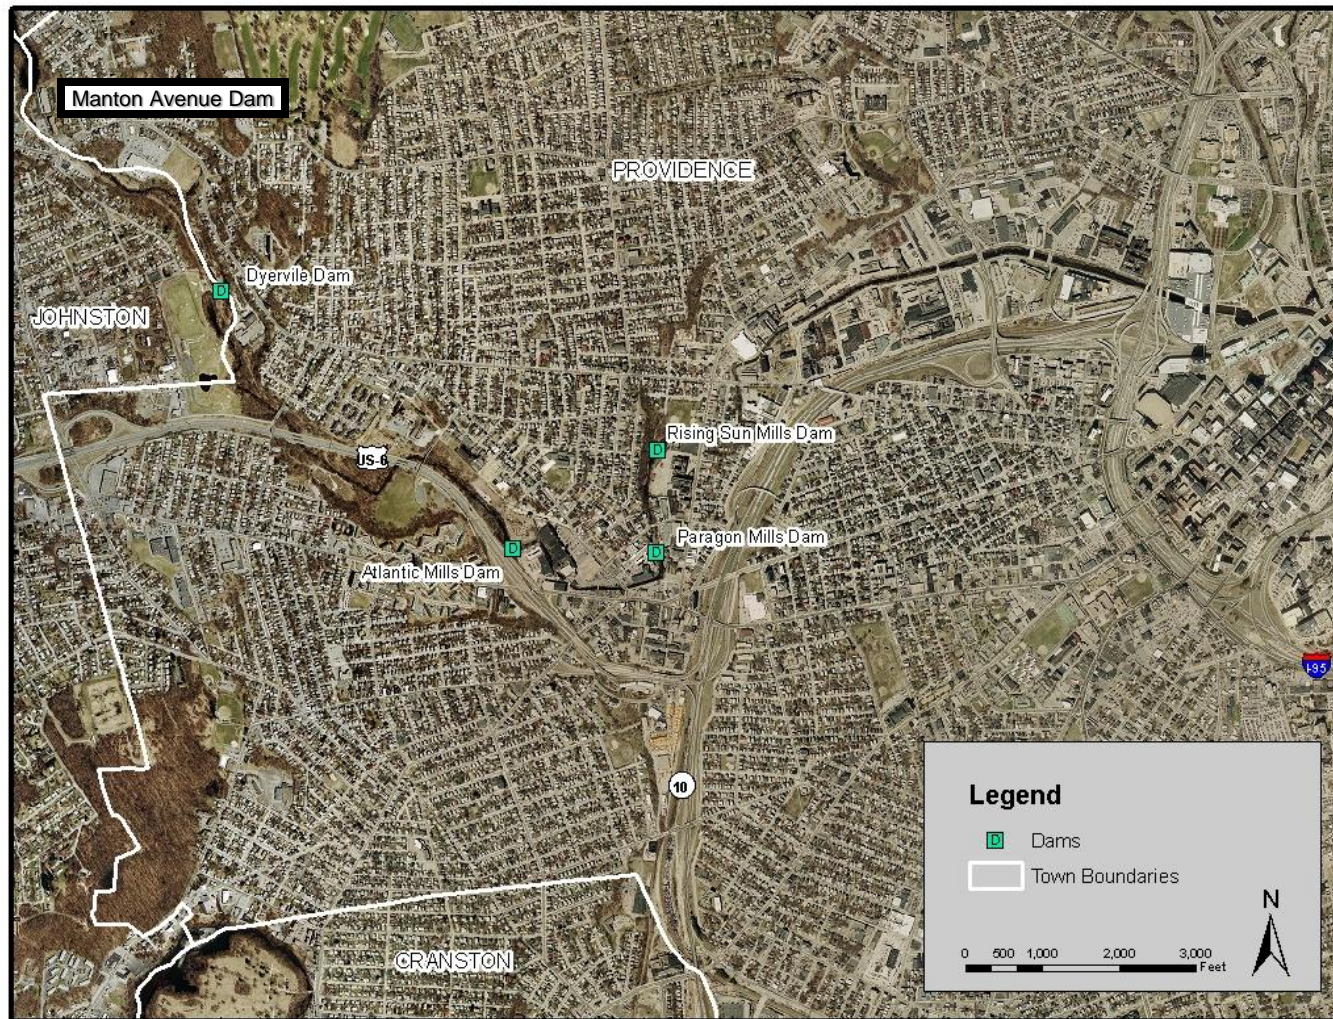 Manton Avenue Dam
PROVIDENCE
Dyervile Dam
D
JOHNSTON
Rising Sun Mills Dam
D
US-6
Paragon Mills Dam
D
D
Atlantic Mills Dam
I-95
10
Legend
D Dams
Town Boundaries
N
0 500 1,000 2,000 3,000
Feet
CRANSTON